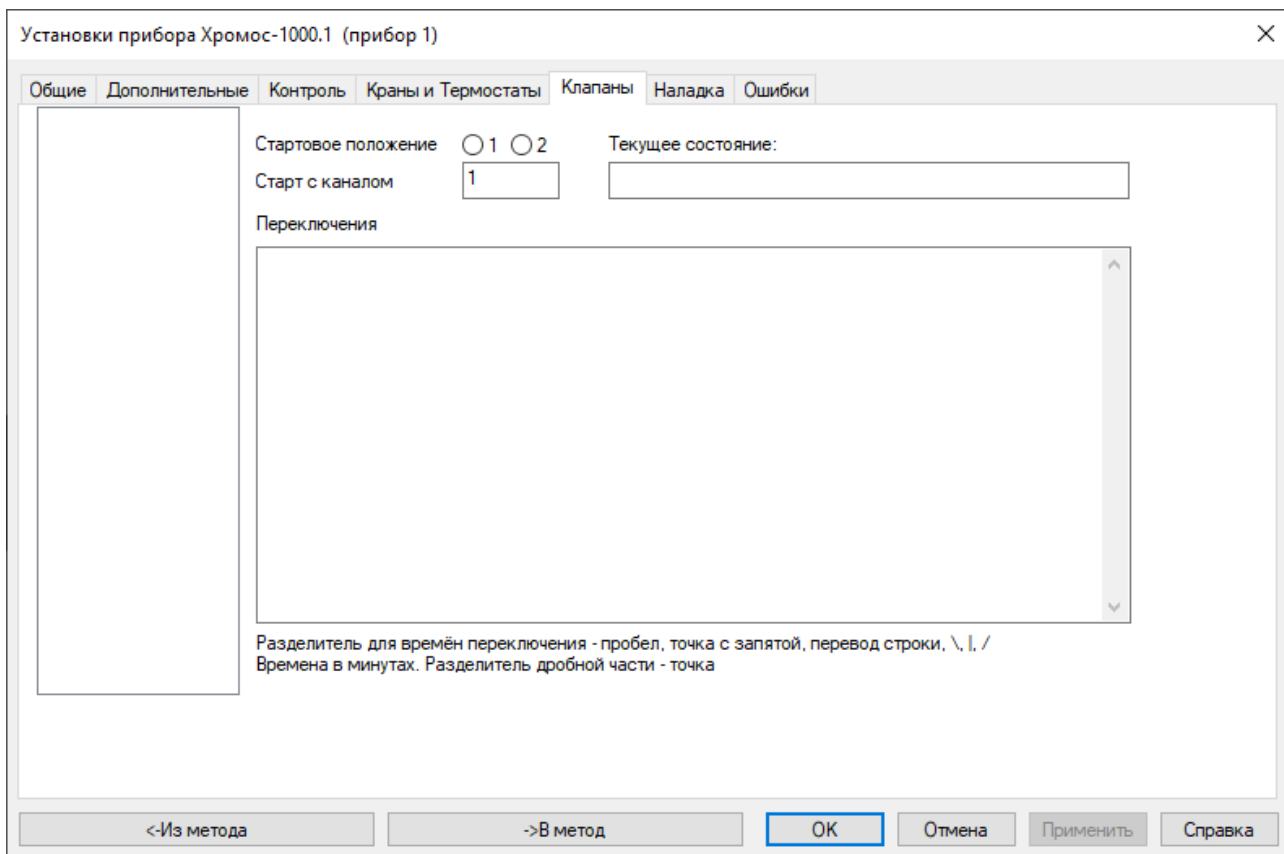 Установки прибора Хромос-1000.1 (прибор 1)
Общие Дополнительные Контроль Краны и Термостаты Клапаны Наладка Ошибки
Стартовое положение 1 2 Текущее состояние:
Старт с каналом 1
Переключения
Разделитель для времён переключения - пробел, точка с запятой, перевод строки, \, |, /
Времена в минутах. Разделитель дробной части - точка
<-Из метода ->В метод OK Отмена Применить Справка